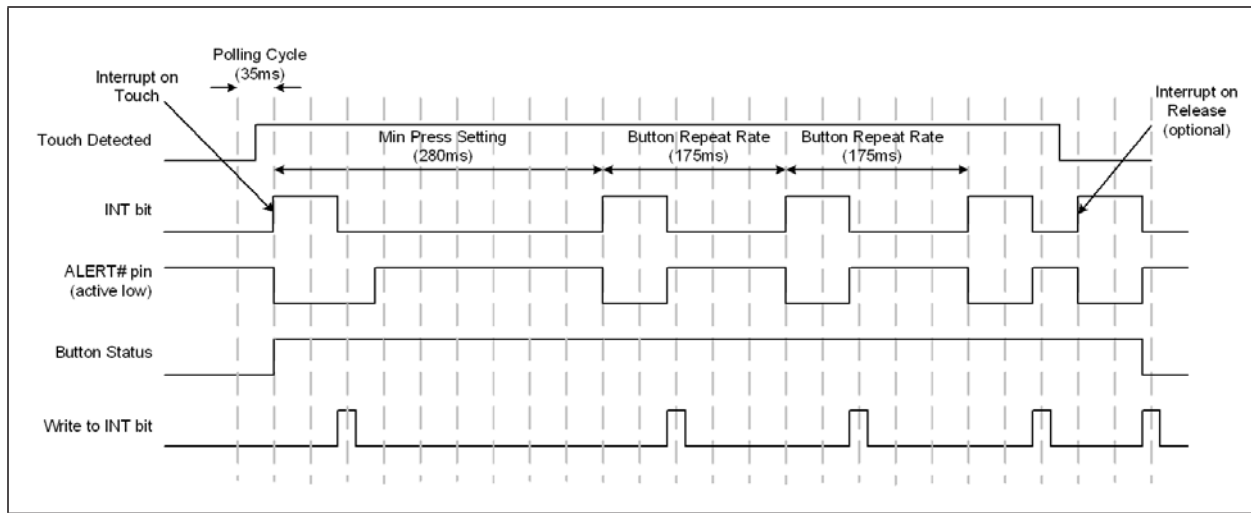 Polling Cycle
(35ms)
Interrupt on
Touch
Interrupt on
Release
(optional)
Touch Detected
Min Press Setting
(280ms)
Button Repeat Rate
(175ms)
Button Repeat Rate
(175ms)
INT bit
ALERT# pin
(active low)
Button Status
Write to INT bit